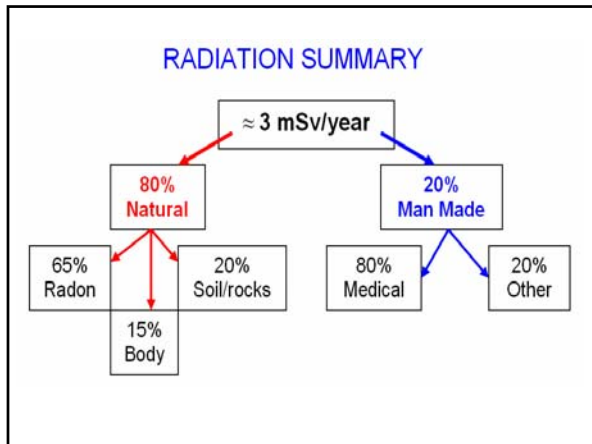 RADIATION SUMMARY
≈ 3 mSv/year
80%
Natural
20%
Man Made
65%
Radon
20%
Soil/rocks
15%
Body
80%
Medical
20%
Other